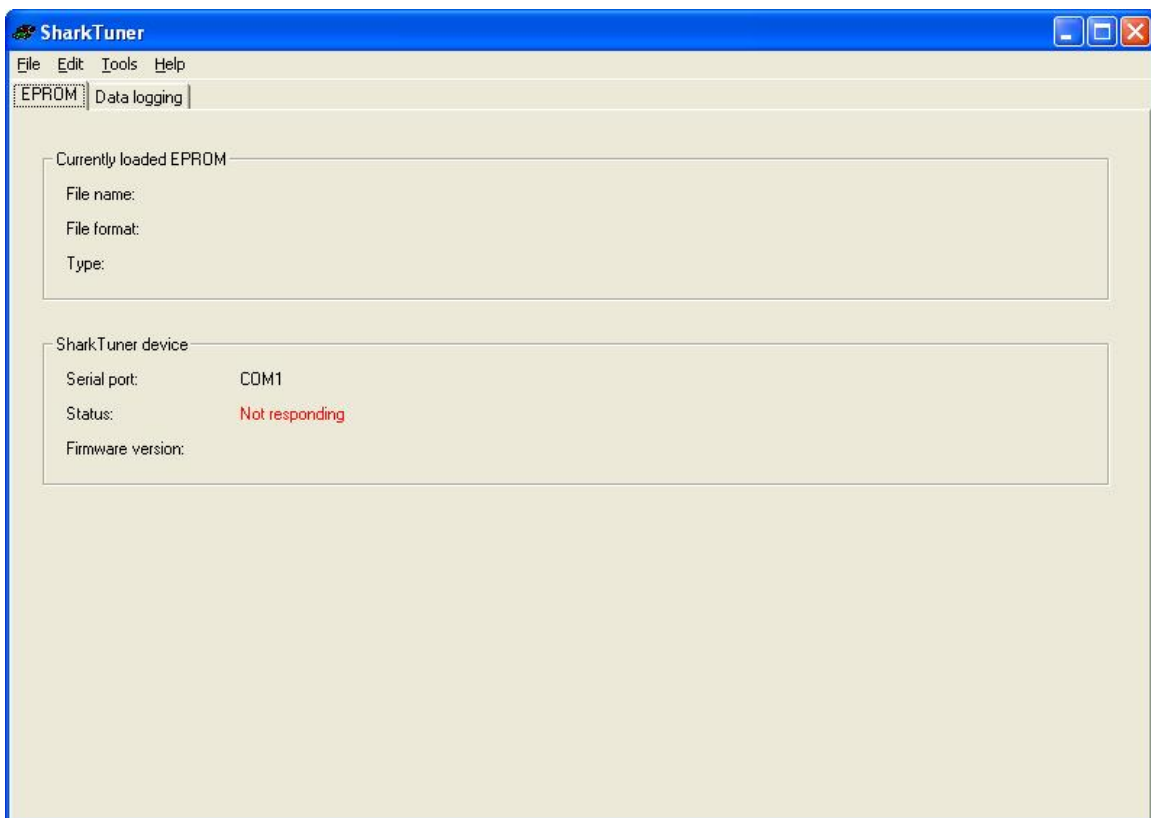 SharkTuner
File Edit Tools Help
EPROM Data logging
Currently loaded EPROM
File name:
File format:
Type:
SharkTuner device
Serial port: COM1
Status: Not responding
Firmware version: